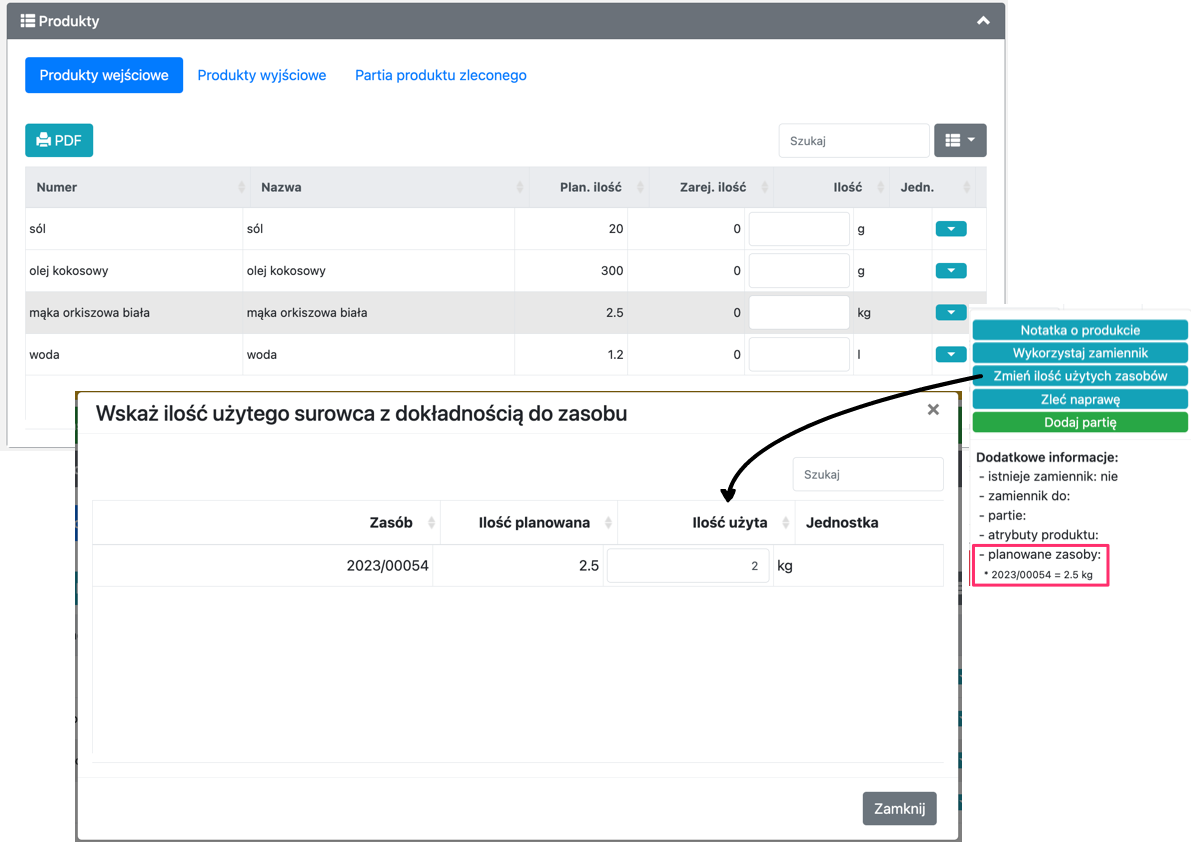 Produkty
Produkty wejściowe Produkty wyjściowe Partia produktu zleconego
PDF Szukaj
Numer Nazwa Plan. ilość Zarej. ilość Ilość Jedn.
sól sól 20 0 g
olej kokosowy olej kokosowy 300 0 g
mąka orkiszowa biała mąka orkiszowa biała 2.5 0 kg
woda woda 1.2 0 l
Notatka o produkcie
Wykorzystaj zamiennik
Zmień ilość użytych zasobów
Zleć naprawę
Dodaj partię
Dodatkowe informacje:
- istnieje zamiennik: nie
- zamiennik do:
- partie:
- atrybuty produktu:
- planowane zasoby:
* 2023/00054 = 2.5 kg
Wskaż ilość użytego surowca z dokładnością do zasobu ×
Szukaj
Zasób Ilość planowana Ilość użyta Jednostka
2023/00054 2.5 2 kg
Zamknij